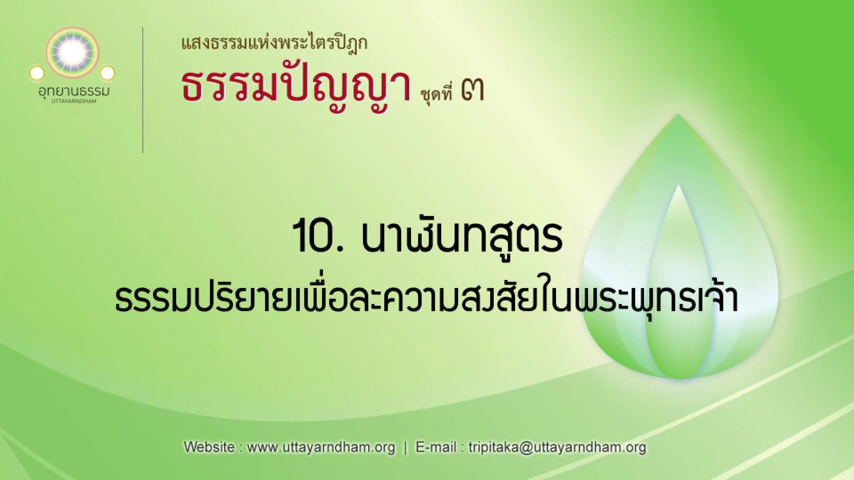 อุทยานธรรม
UTTAYARNDHAM
แสงธรรมแห่งพระไตรปิฎก
ธรรมปัญญา ชุดที่ ๓
10. นาฬันทสูตร
ธรรมปริยายเพื่อละความสงสัยในพระพุทธเจ้า
Website : www.uttayarndham.org | E-mail : tripitaka@uttayarndham.org